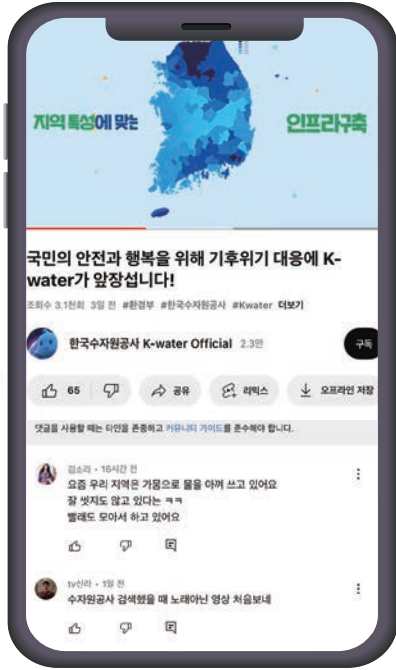 지역 특성에 맞는
인프라구축
국민의 안전과 행복을 위해 기후위기 대응에 K-
water가 앞장섭니다!
조회수 3.1천회 3일 전 #환경부 #한국수자원공사 #Kwater 더보기
한국수자원공사 K-water Official 2.3만
구독
65 공유 리믹스 오프라인 저장
댓글을 사용할 때는 타인을 존중하고 커뮤니티 가이드를 준수해야 합니다.
김소라 • 16시간 전
요즘 우리 지역은 가뭄으로 물을 아껴 쓰고 있어요
잘 씻지도 않고 있다는 ㅋㅋ
빨래도 모아서 하고 있어요
tv신라 • 1일 전
수자원공사 검색했을 때 노래아닌 영상 처음보네